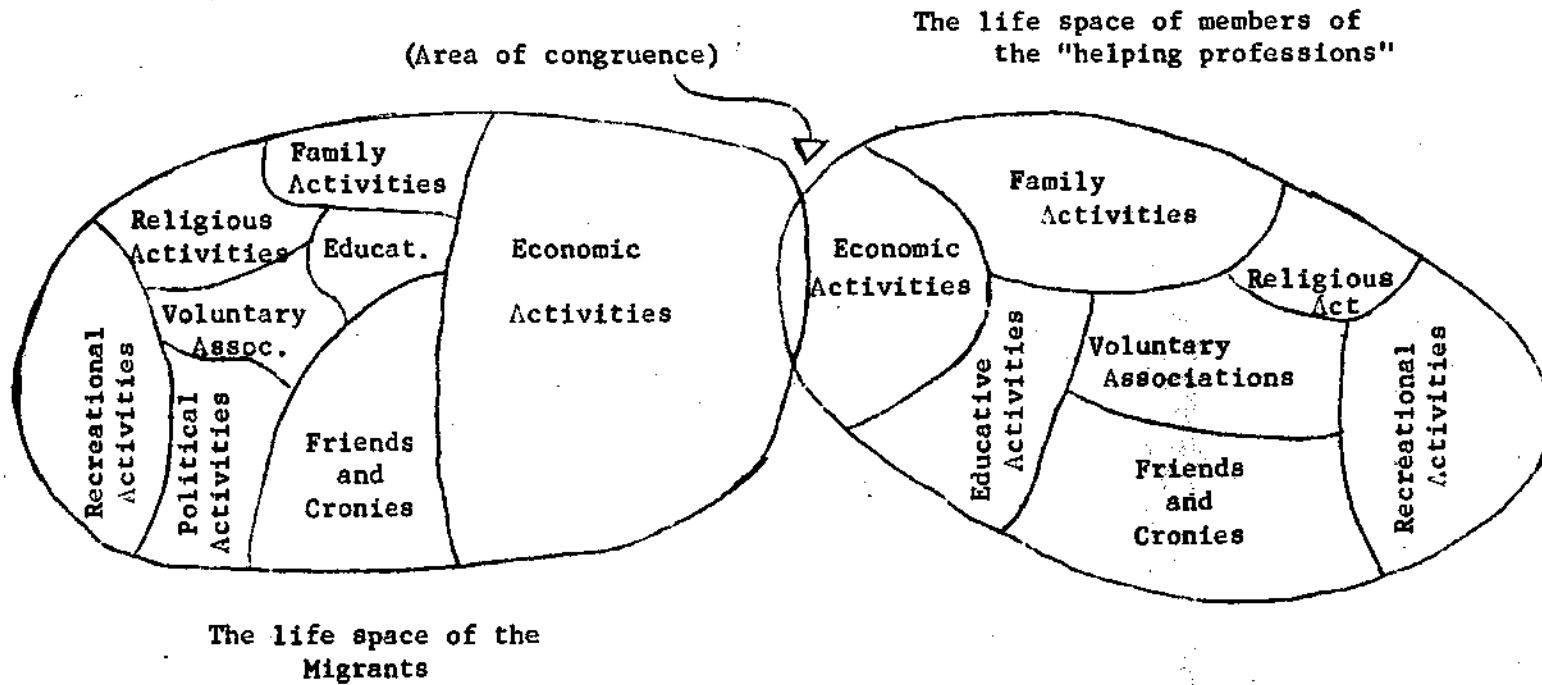 The life space of members of
the "helping professions"
(Area of congruence)
Family
Activities
Religious
Activities
Educat.
Economic
Activities
Voluntary
Assoc.
Recreational
Activities
Political
Activities
Friends
and
Cronies
The life space of the
Migrants
Family
Activities
Economic
Activities
Religious
Act
Educative
Activities
Voluntary
Associations
Recreational
Activities
Friends
and
Cronies